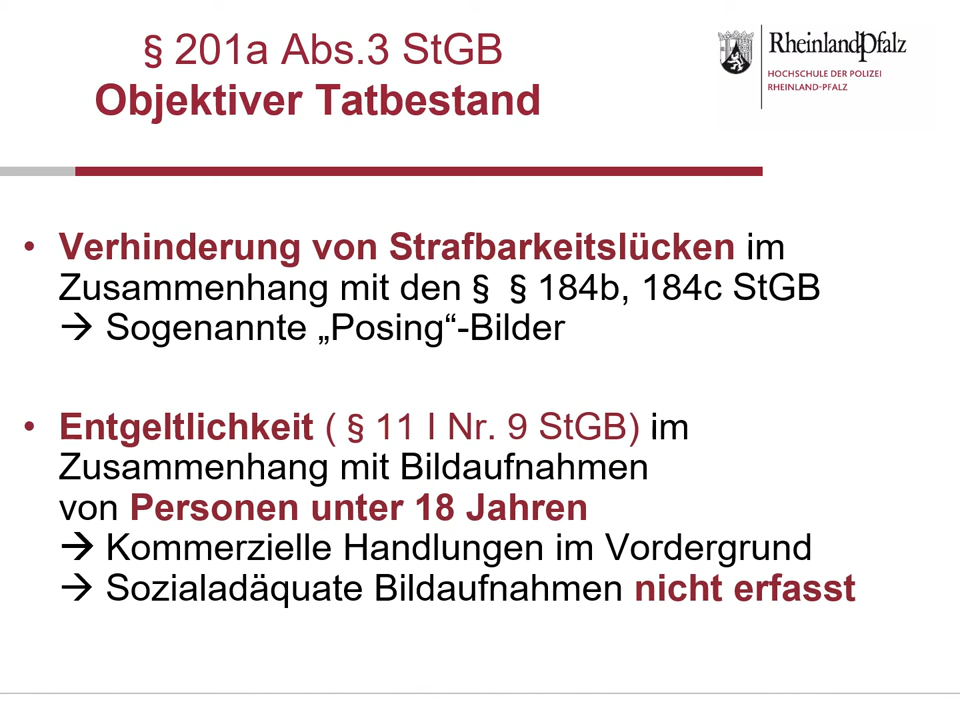 § 201a Abs.3 StGB
Objektiver Tatbestand
RheinlandPfalz
HOCHSCHULE DER POLIZEI
RHEINLAND-PFALZ
• Verhinderung von Strafbarkeitslücken im
Zusammenhang mit den § § 184b, 184c StGB
→ Sogenannte „Posing“-Bilder
• Entgeltlichkeit ( § 11 I Nr. 9 StGB) im
Zusammenhang mit Bildaufnahmen
von Personen unter 18 Jahren
→ Kommerzielle Handlungen im Vordergrund
→ Sozialadäquate Bildaufnahmen nicht erfasst